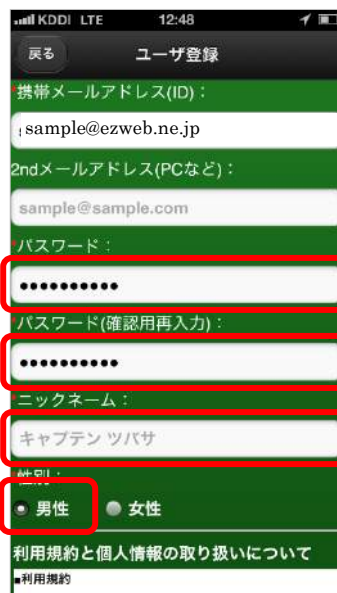 KDDI LTE 12:48
戻る ユーザ登録
*携帯メールアドレス(ID)：
sample@ezweb.ne.jp
2ndメールアドレス(PCなど)：
sample@sample.com
*パスワード：
●●●●●●●●●●
*パスワード(確認用再入力)：
●●●●●●●●●●
*ニックネーム：
キャプテン ツバサ
性別：
男性 女性
利用規約と個人情報の取り扱いについて
■利用規約